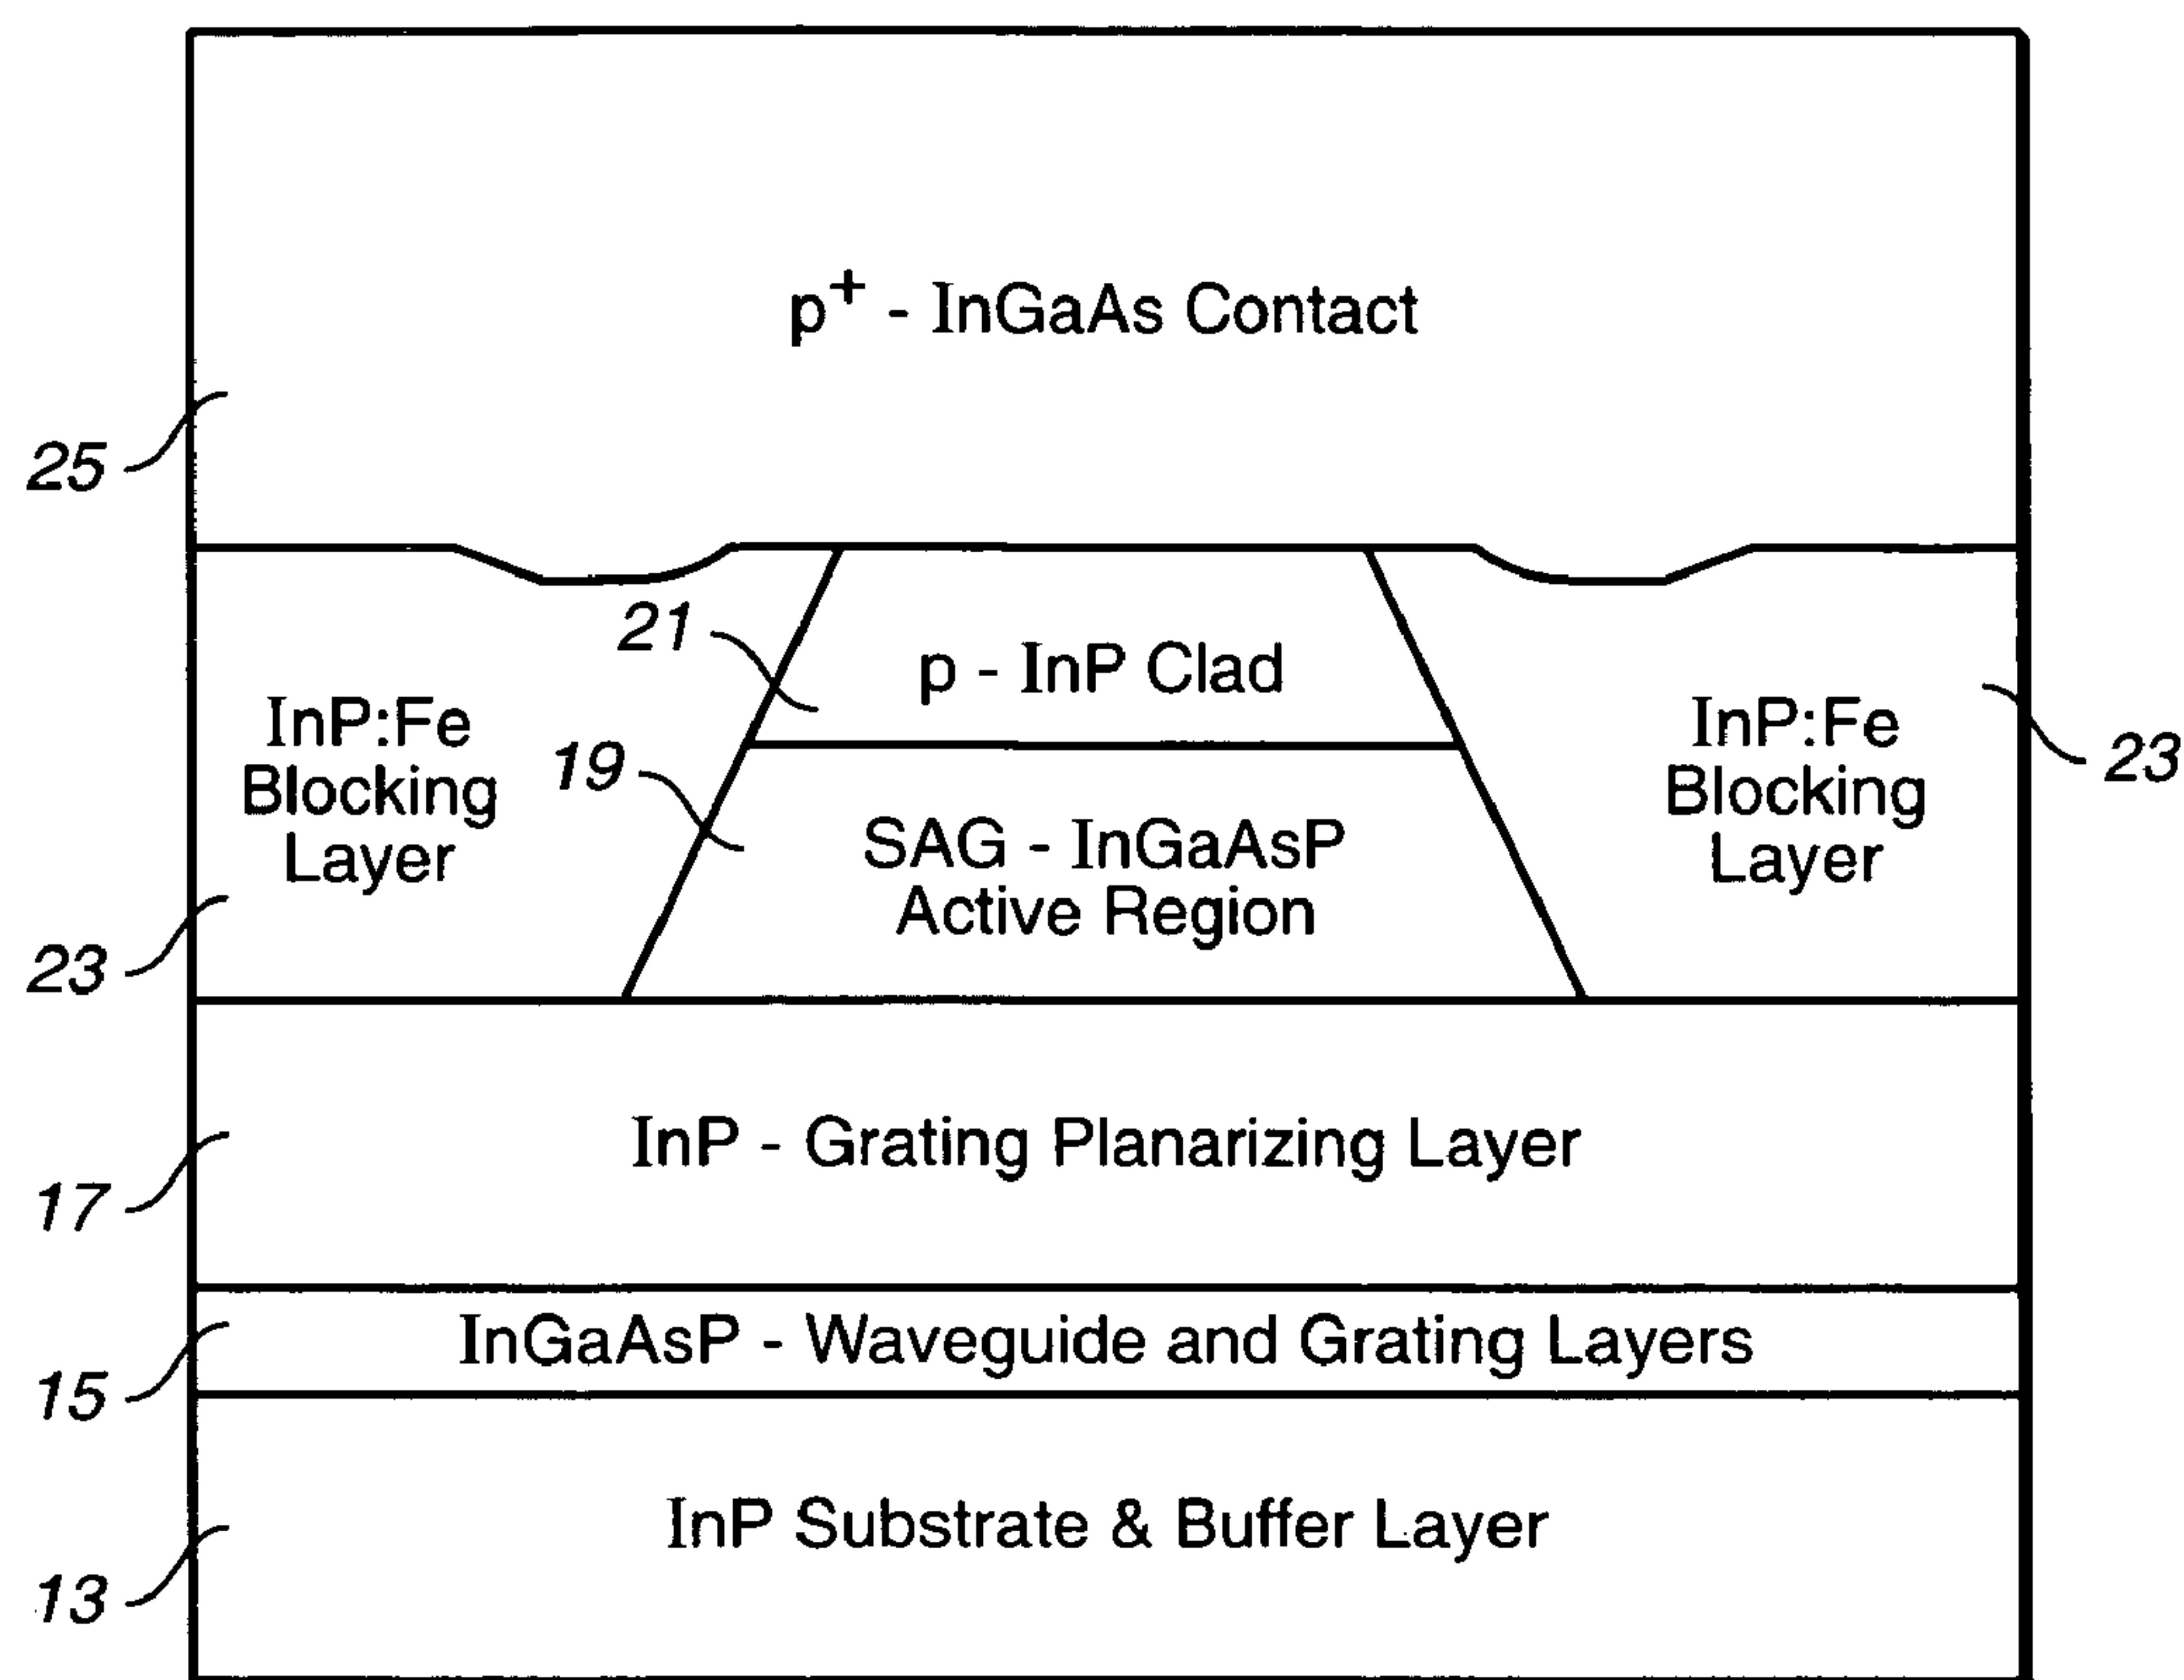 p+ - InGaAs Contact
25
21
p - InP Clad
InP:Fe
Blocking
Layer
19
SAG - InGaAsP
Active Region
InP:Fe
Blocking
Layer
23
23
InP - Grating Planarizing Layer
17
InGaAsP - Waveguide and Grating Layers
15
InP Substrate & Buffer Layer
13